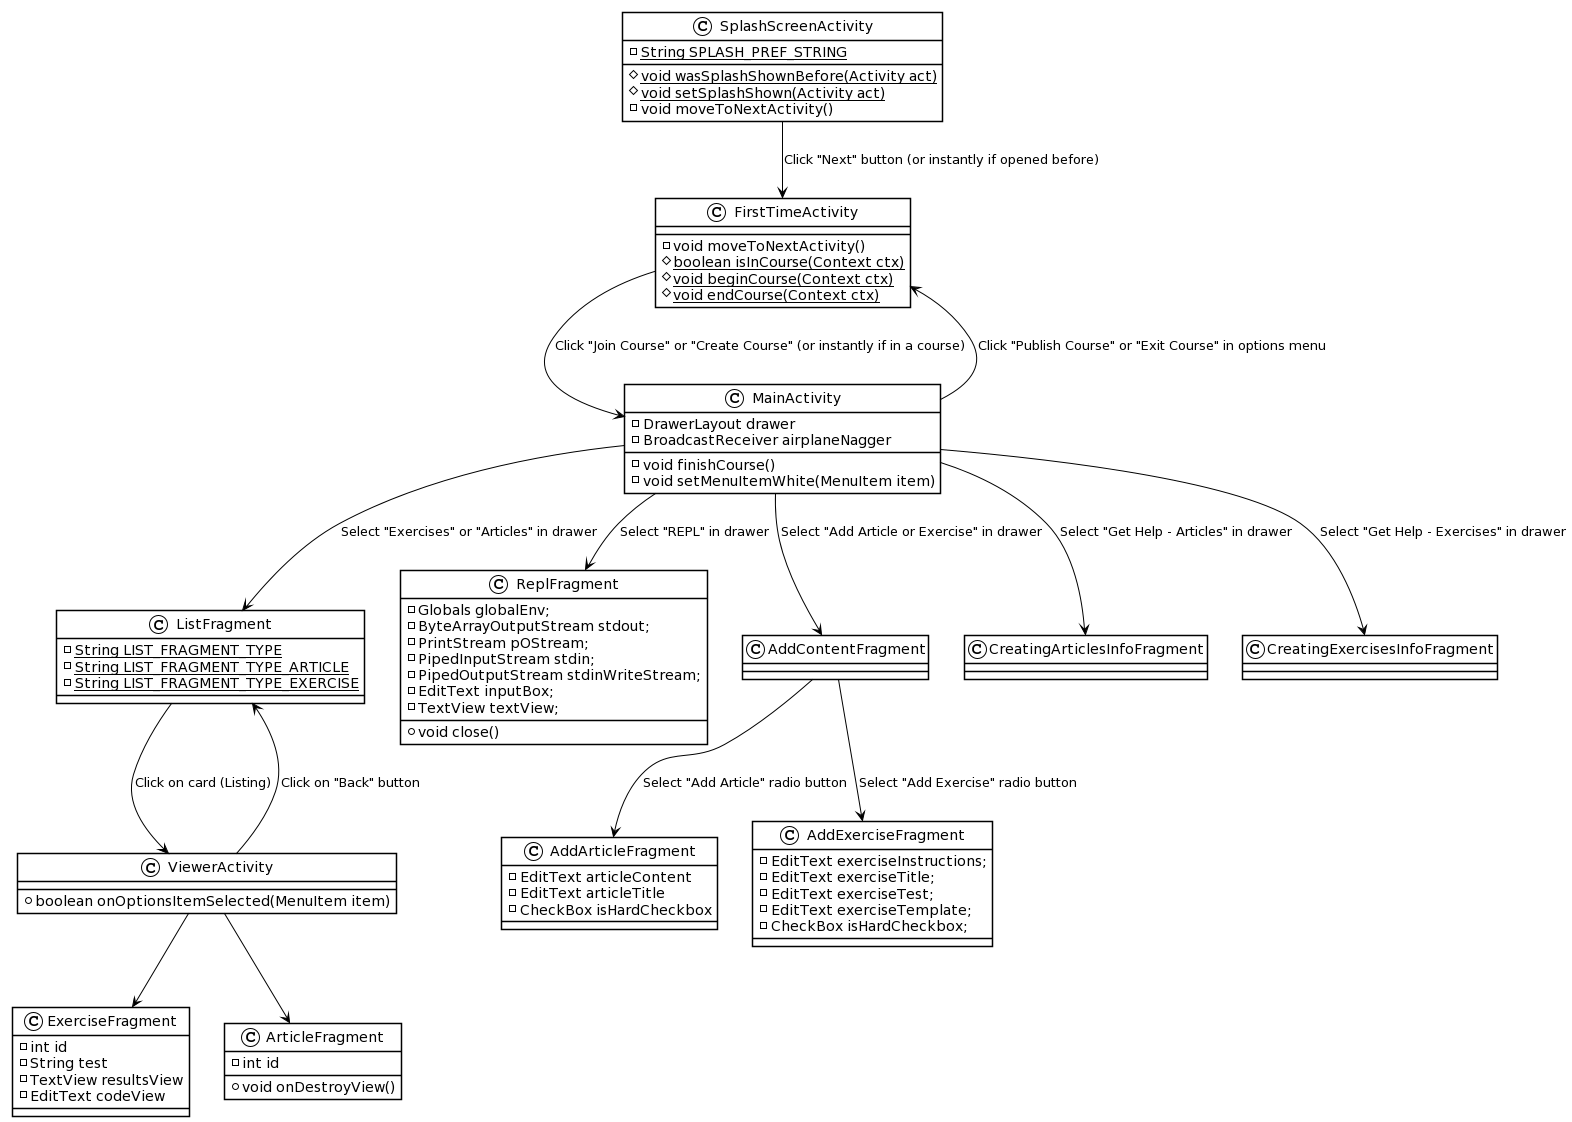 C SplashScreenActivity
String SPLASH_PREF_STRING
void wasSplashShownBefore(Activity act)
void setSplashShown(Activity act)
void moveToNextActivity()
Click "Next" button (or instantly if opened before)
C FirstTimeActivity
void moveToNextActivity()
boolean isInCourse(Context ctx)
void beginCourse(Context ctx)
void endCourse(Context ctx)
Click "Join Course" or "Create Course" (or instantly if in a course)
Click "Publish Course" or "Exit Course" in options menu
C MainActivity
DrawerLayout drawer
BroadcastReceiver airplaneNagger
void finishCourse()
void setMenuItemWhite(MenuItem item)
Select "Exercises" or "Articles" in drawer
Select "REPL" in drawer
Select "Add Article or Exercise" in drawer
Select "Get Help - Articles" in drawer
Select "Get Help - Exercises" in drawer
C ListFragment
String LIST_FRAGMENT_TYPE
String LIST_FRAGMENT_TYPE_ARTICLE
String LIST_FRAGMENT_TYPE_EXERCISE
C ReplFragment
Globals globalEnv;
ByteArrayOutputStream stdout;
PrintStream pOStream;
PipedInputStream stdin;
PipedOutputStream stdinWriteStream;
EditText inputBox;
TextView textView;
void close()
C AddContentFragment
C CreatingArticlesInfoFragment
C CreatingExercisesInfoFragment
Click on card (Listing)
Click on "Back" button
Select "Add Article" radio button
Select "Add Exercise" radio button
C ViewerActivity
boolean onOptionsItemSelected(MenuItem item)
C AddArticleFragment
EditText articleContent
EditText articleTitle
CheckBox isHardCheckbox
C AddExerciseFragment
EditText exerciseInstructions;
EditText exerciseTitle;
EditText exerciseTest;
EditText exerciseTemplate;
CheckBox isHardCheckbox;
C ExerciseFragment
int id
String test
TextView resultsView
EditText codeView
C ArticleFragment
int id
void onDestroyView()